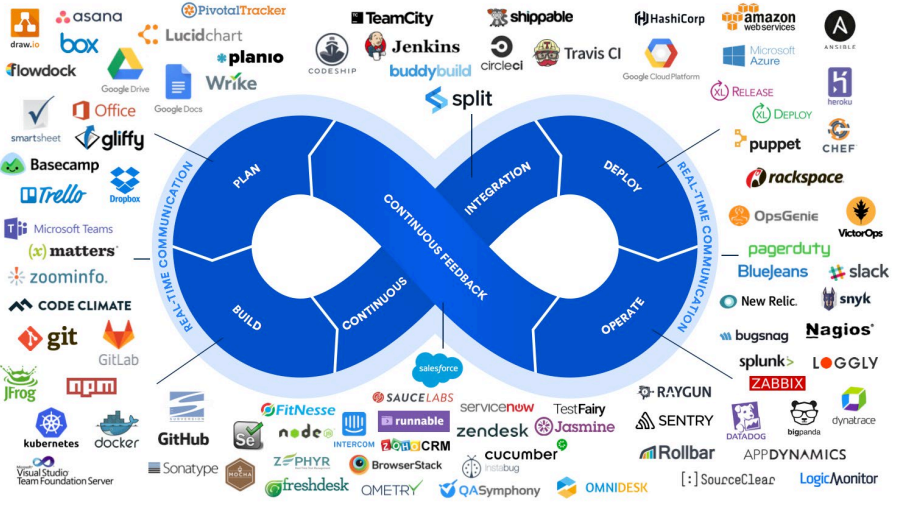 draw.io
asana
PivotalTracker
box
Lucidchart
flowdock
Google Drive
planio
Google Docs
Wrike
smartsheet
Office
gliffy
Basecamp
Trello
Dropbox
TeamCity
shippable
HashiCorp
amazon
webservices
ANSIBLE
CODESHIP
Jenkins
buddybuild
circleci
Travis CI
Google Cloud Platform
Microsoft
Azure
heroku
split
XL RELEASE
XL DEPLOY
puppet
CHEF
rackspace
PLAN
INTEGRATION
DEPLOY
CONTINUOUS FEEDBACK
BUILD
CONTINUOUS
OPERATE
REAL-TIME COMMUNICATION
REAL-TIME COMMUNICATION
Microsoft Teams
(x)matters
zoominfo.
OpsGenie
VictorOps
pagerduty
BlueJeans
slack
CODE CLIMATE
git
GitLab
JFrog
npm
kubernetes
docker
SUBVERSION
GitHub
Visual Studio
Team Foundation Server
Sonatype
MOCHA
New Relic.
snyk
bugsnag
Nagios
splunk>
LOGGLY
ZABBIX
salesforce
SAUCELABS
FitNesse
Se
node
JS
INTERCOM
runnable
ZOHO CRM
servicenow
TestFairy
zendesk
Jasmine
ZEPHYR
BrowserStack
cucumber
instabug
freshdesk
QMETRY
QASymphony
OMNIDESK
RAYGUN
SENTRY
DATADOG
bigpanda
dynatrace
Rollbar
APPDYNAMICS
[:]SourceClear
LogicMonitor